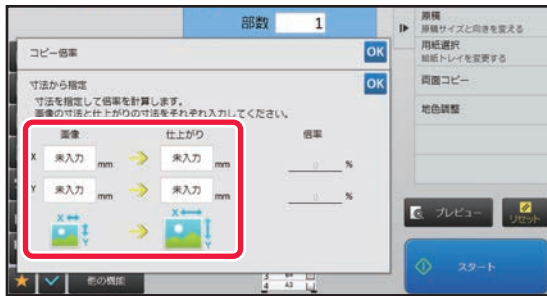 部数 1
原稿
原稿サイズと向きを変える
用紙選択
給紙トレイを変更する
両面コピー
地色調整
コピー倍率 OK
寸法から指定 OK
寸法を指定して倍率を計算します。
画像の寸法と仕上がりの寸法をそれぞれ入力してください。
画像 仕上がり 倍率
X 未入力 mm 未入力 mm 0 %
Y 未入力 mm 未入力 mm %
X X
Y Y
プレビュー リセット
スタート
他の機能
4 A3